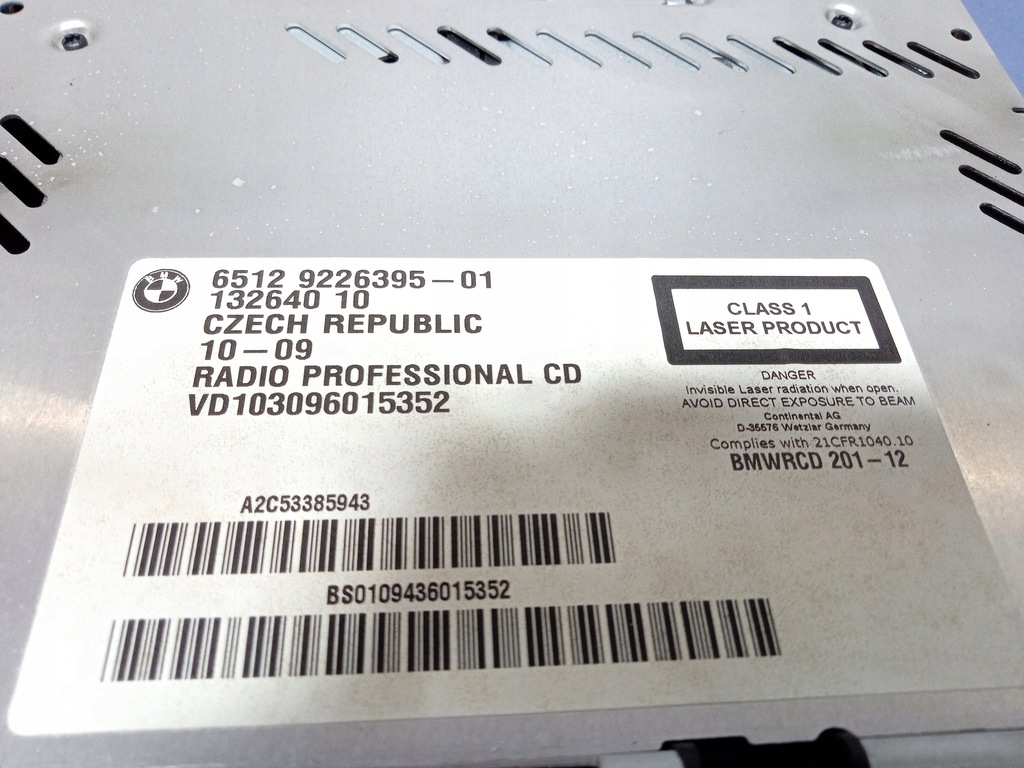 BMW
6512 9226395-01
132640 10
CZECH REPUBLIC
10-09
RADIO PROFESSIONAL CD
VD103096015352
CLASS 1
LASER PRODUCT
DANGER
Invisible Laser radiation when open.
AVOID DIRECT EXPOSURE TO BEAM
Continental AG
D-35576 Wetzlar Germany
Complies with 21CFR1040.10
BMWRCD 201-12
A2C53385943
BS0109436015352